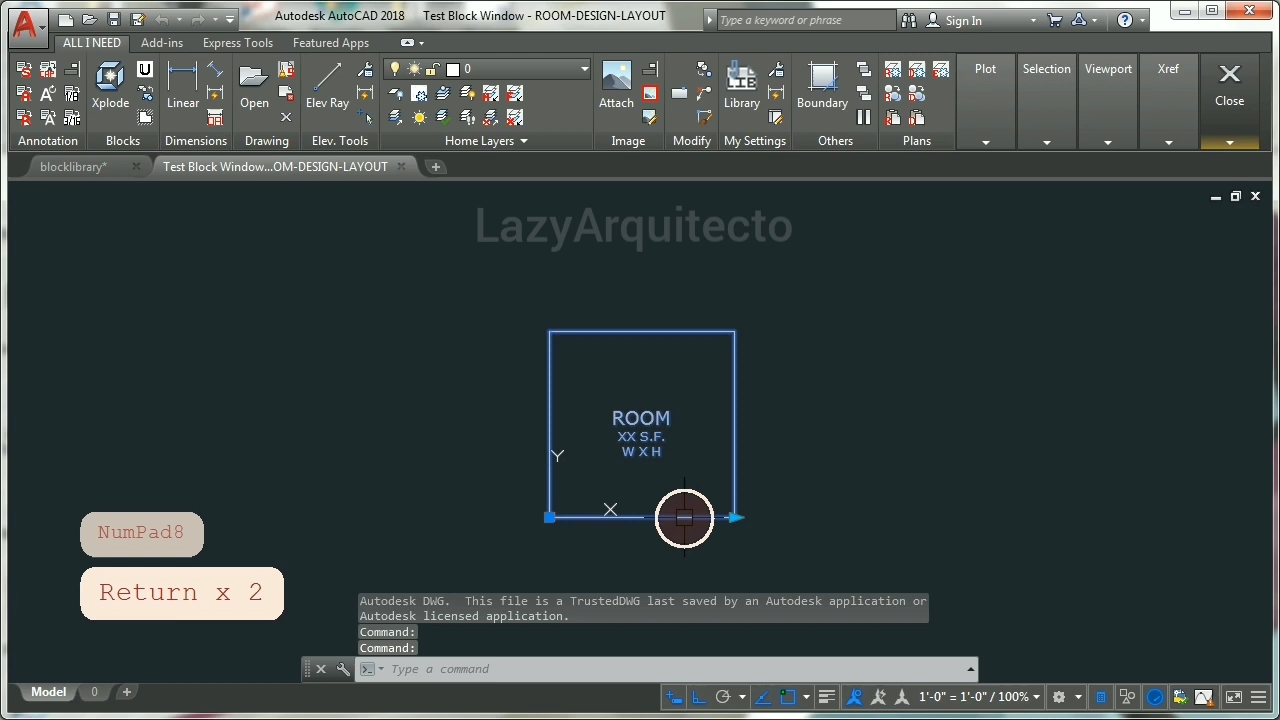 Autodesk AutoCAD 2018 Test Block Window - ROOM-DESIGN-LAYOUT
Type a keyword or phrase
Sign In
ALL I NEED
Add-ins
Express Tools
Featured Apps
Xplode
Linear
Open
Elev Ray
0
Attach
Library
Boundary
Plot
Selection
Viewport
Xref
Close
Annotation
Blocks
Dimensions
Drawing
Elev. Tools
Home Layers
Image
Modify
My Settings
Others
Plans
blocklibrary*
Test Block Window...OM-DESIGN-LAYOUT
LazyArquitecto
ROOM
XX S.F.
W X H
Y
X
NumPad8
Return x 2
Autodesk DWG. This file is a TrustedDWG last saved by an Autodesk application or
Autodesk licensed application.
Command:
Command:
Type a command
Model
0
1'-0" = 1'-0" / 100%